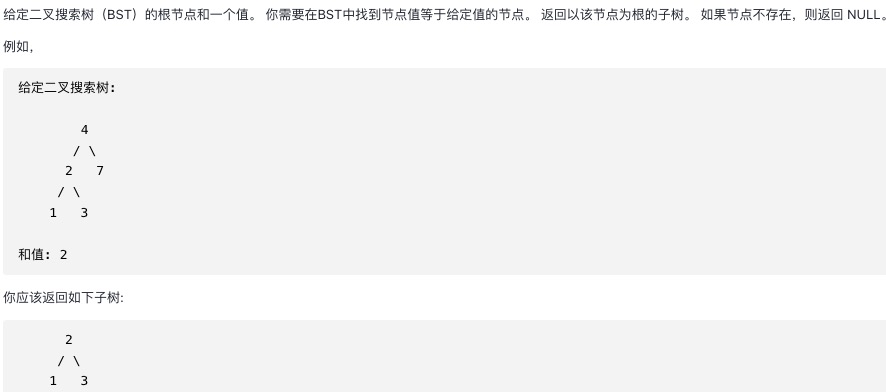 给定二叉搜索树（BST）的根节点和一个值。 你需要在BST中找到节点值等于给定值的节点。 返回以该节点为根的子树。 如果节点不存在，则返回 NULL。
例如，
给定二叉搜索树:
        4
       / \
      2   7
     / \
    1   3
和值: 2
你应该返回如下子树:
      2
     / \
    1   3